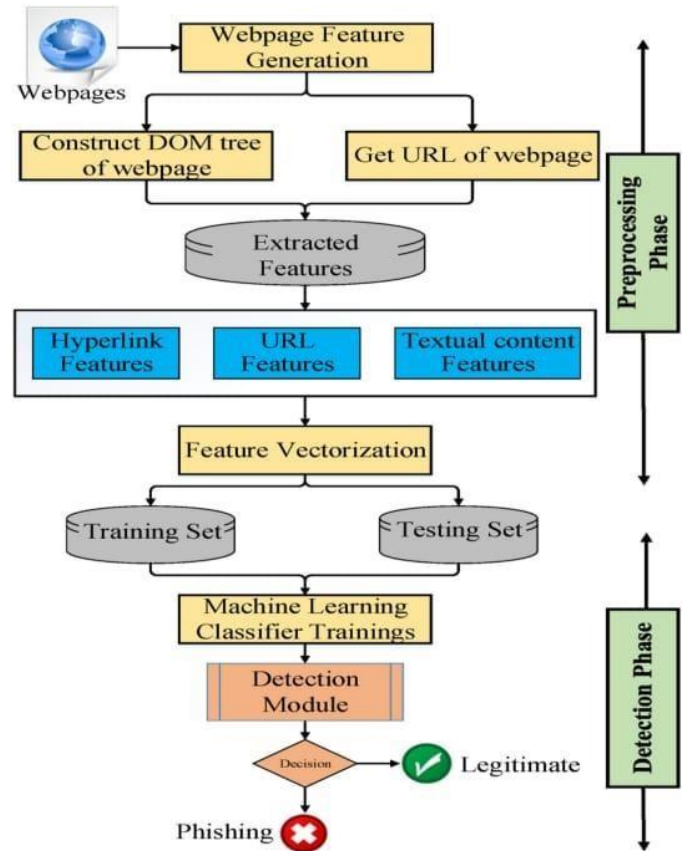 Webpage Feature
Generation
Webpages
Construct DOM tree
of webpage
Get URL of webpage
Extracted
Features
Hyperlink
Features
URL
Features
Textual content
Features
Preprocessing
Phase
Feature Vectorization
Training Set
Testing Set
Machine Learning
Classifier Trainings
Detection
Module
Decision
Legitimate
Phishing
Detection Phase